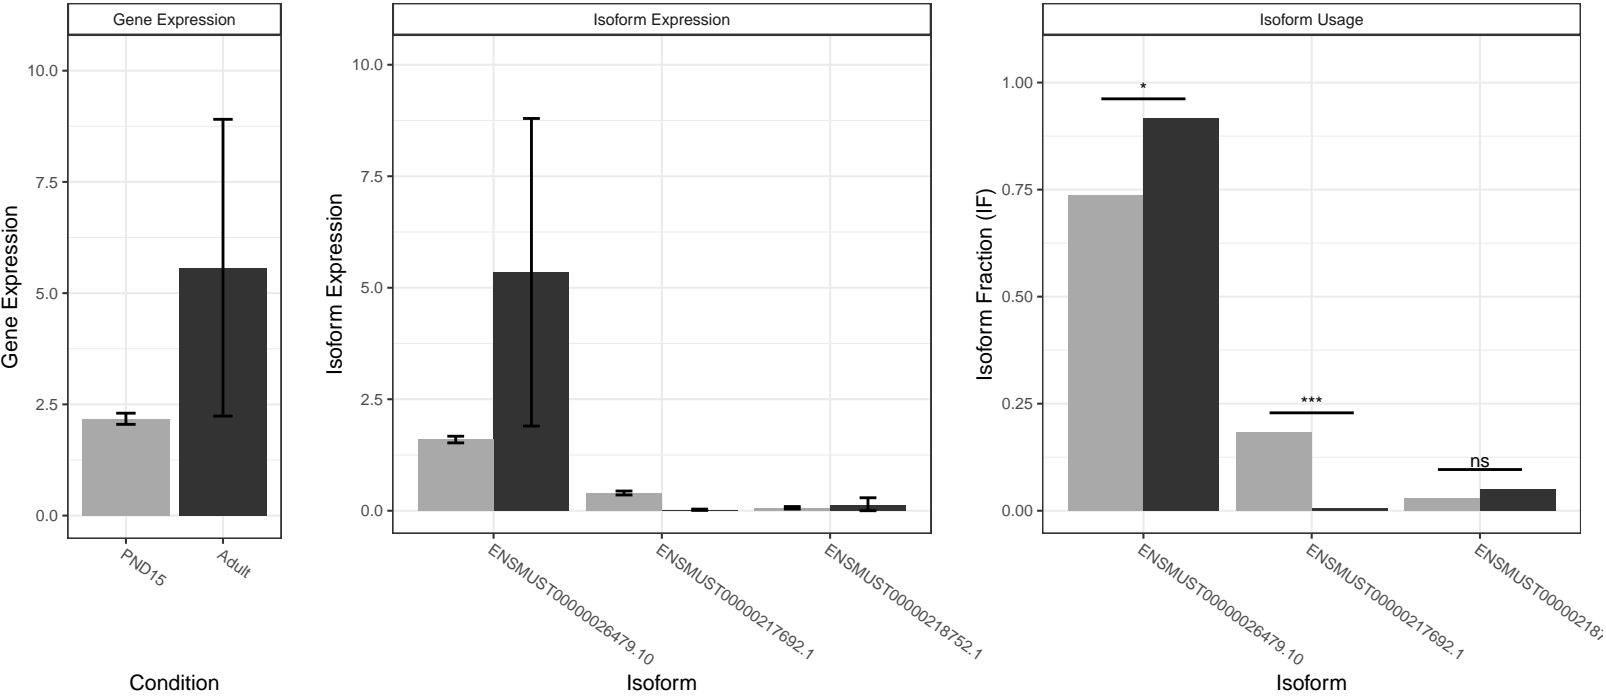 Gene Expression
Gene Expression
10.0
7.5
5.0
2.5
0.0
PND15
Adult
Condition
Isoform Expression
Isoform Expression
10.0
7.5
5.0
2.5
0.0
ENSMUST00000026479.10
ENSMUST00000217692.1
ENSMUST00000218752.1
Isoform
Isoform Usage
Isoform Fraction (IF)
1.00
0.75
0.50
0.25
0.00
*
***
ns
ENSMUST00000026479.10
ENSMUST00000217692.1
Isoform